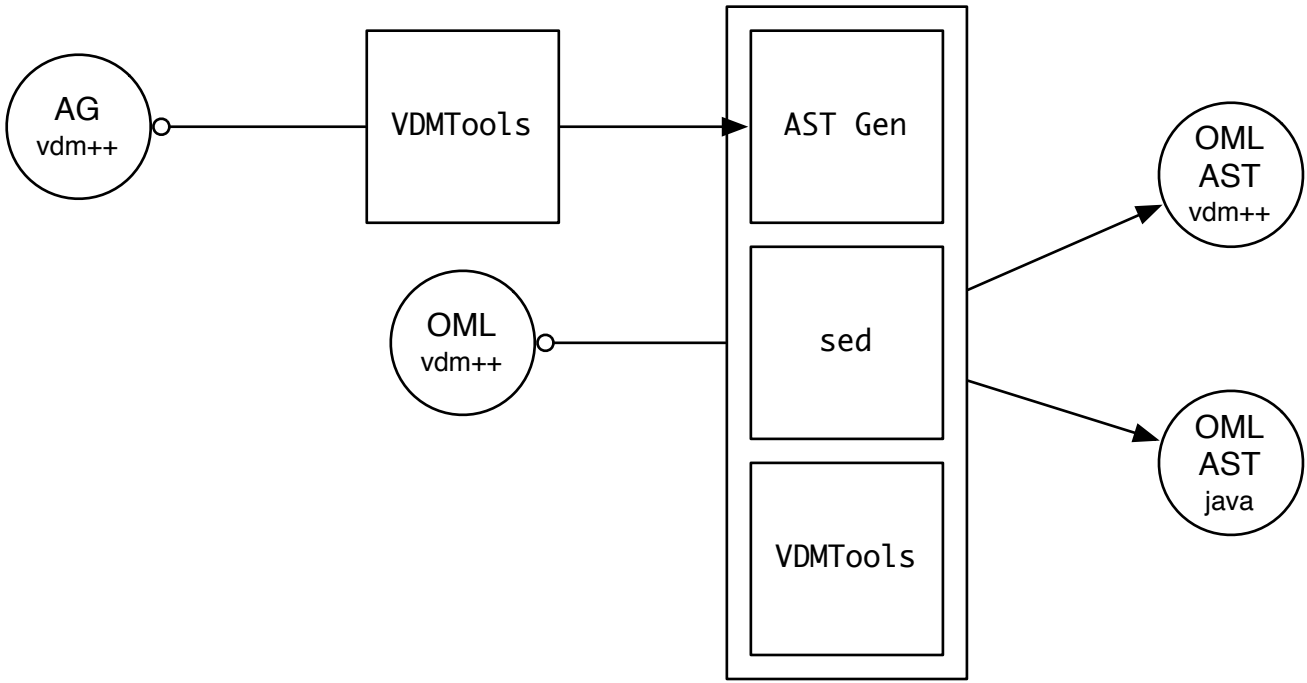 AG
vdm++
VDMTools
AST Gen
OML
AST
vdm++
OML
vdm++
sed
OML
AST
java
VDMTools